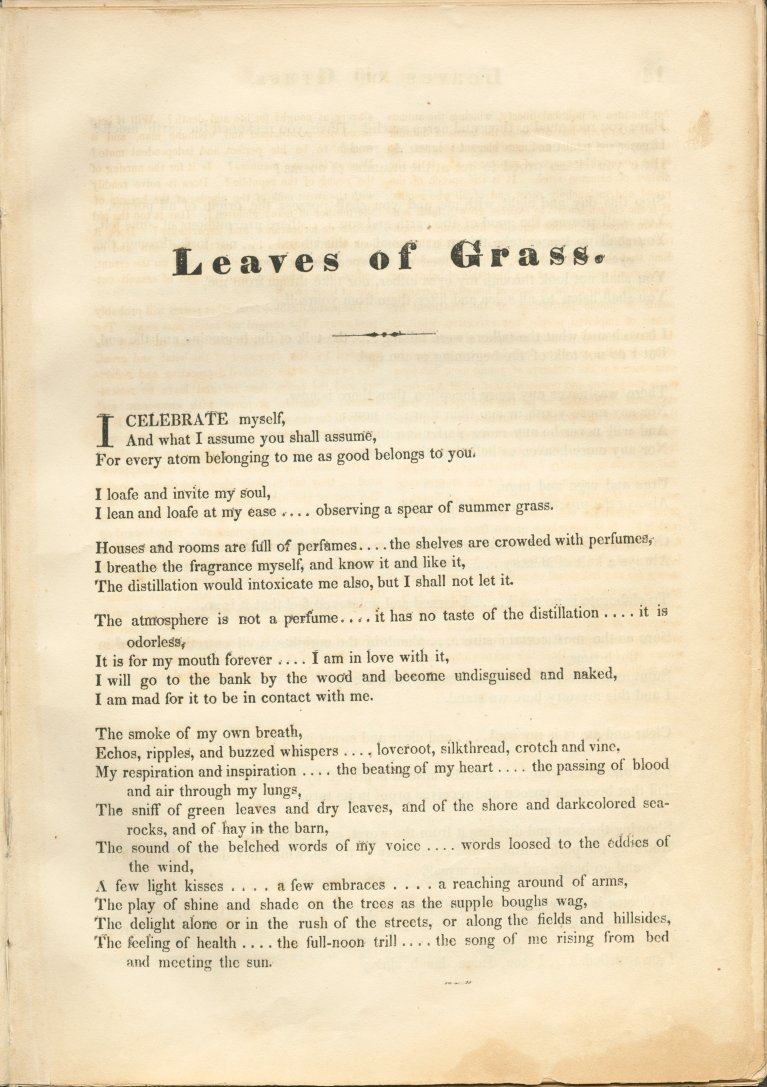 Leaves of Grass.
I CELEBRATE myself,
And what I assume you shall assume,
For every atom belonging to me as good belongs to you.
I loafe and invite my soul,
I lean and loafe at my ease .... observing a spear of summer grass.
Houses and rooms are full of perfumes....the shelves are crowded with perfumes,
I breathe the fragrance myself, and know it and like it,
The distillation would intoxicate me also, but I shall not let it.
The atmosphere is not a perfume....it has no taste of the distillation .... it is
odorless,
It is for my mouth forever .... I am in love with it,
I will go to the bank by the wood and become undisguised and naked,
I am mad for it to be in contact with me.
The smoke of my own breath,
Echos, ripples, and buzzed whispers .... loveroot, silkthread, crotch and vine,
My respiration and inspiration .... the beating of my heart .... the passing of blood
and air through my lungs,
The sniff of green leaves and dry leaves, and of the shore and darkcolored sea-
rocks, and of hay in the barn,
The sound of the belched words of my voice .... words loosed to the eddies of
the wind,
A few light kisses .... a few embraces .... a reaching around of arms,
The play of shine and shade on the trees as the supple boughs wag,
The delight alone or in the rush of the streets, or along the fields and hillsides,
The feeling of health .... the full-noon trill .... the song of me rising from bed
and meeting the sun.